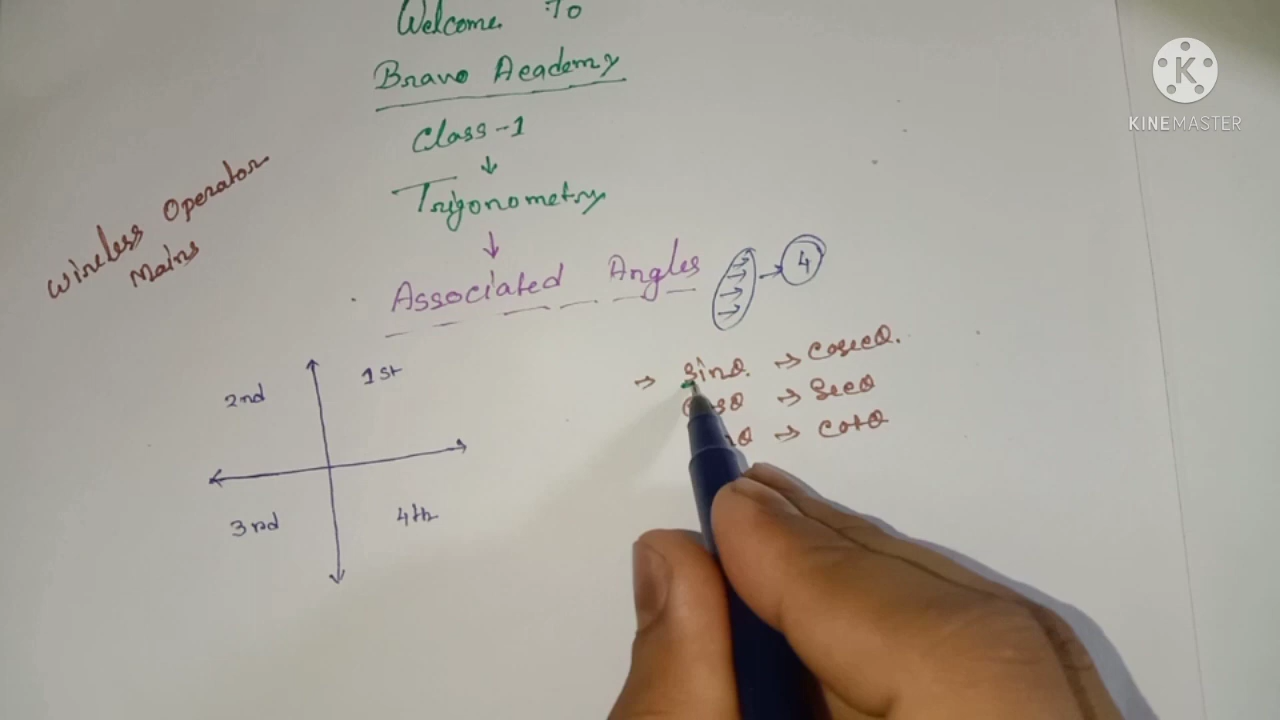 Welcome To
Bravo Academy
Class-1
↓
Trigonometry
↓
Associated Angles
→ 4
Wireless Operator
Mains
2nd
1st
3rd
4th
→ sinθ. → cosecθ.
cosθ → secθ
θ → cotθ
K
KINEMASTER